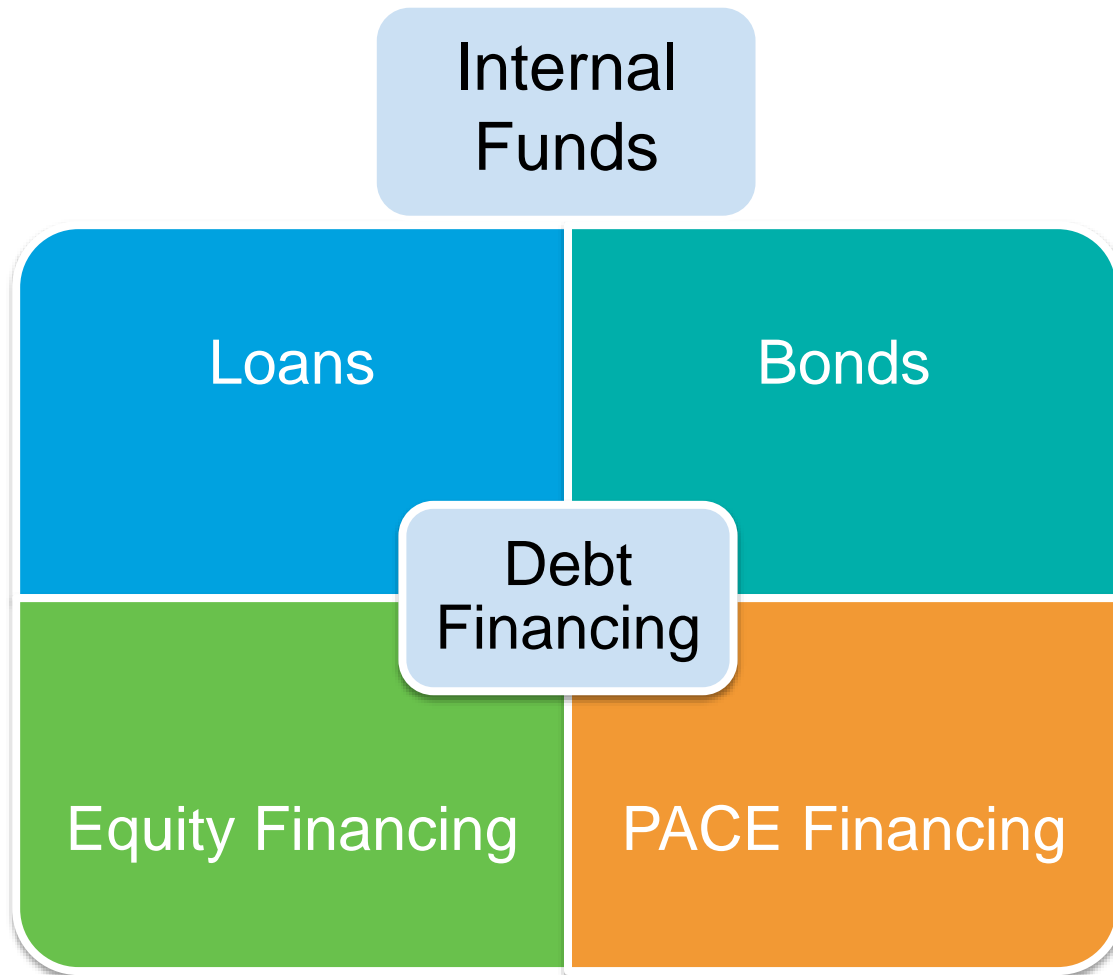 Internal
Funds
Loans
Bonds
Debt
Financing
Equity Financing
PACE Financing